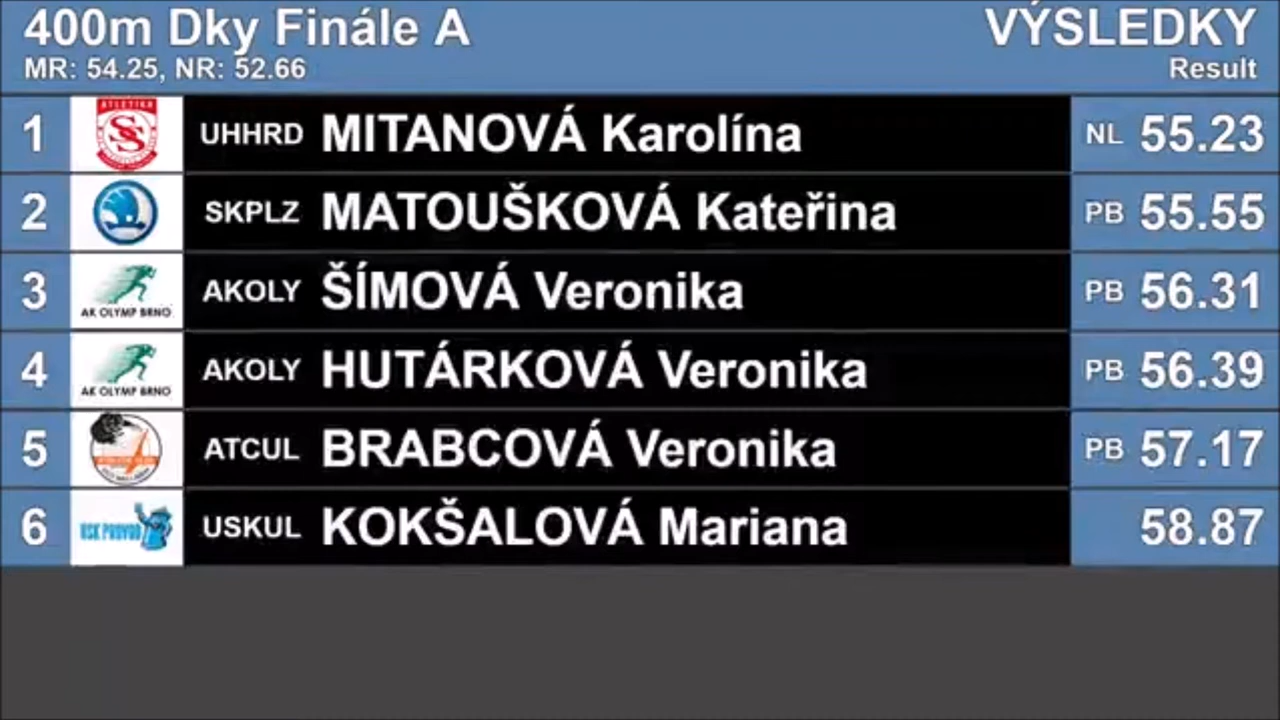 400m Dky Finále A
VÝSLEDKY
MR: 54.25, NR: 52.66
Result
1 ATLETIKA UHHRD MITANOVÁ Karolína NL 55.23
2 SKPLZ MATOUŠKOVÁ Kateřina PB 55.55
3 AK OLYMP BRNO AKOLY ŠÍMOVÁ Veronika PB 56.31
4 AK OLYMP BRNO AKOLY HUTÁRKOVÁ Veronika PB 56.39
5 ATCUL BRABCOVÁ Veronika PB 57.17
6 USK PROVOD USKUL KOKŠALOVÁ Mariana 58.87